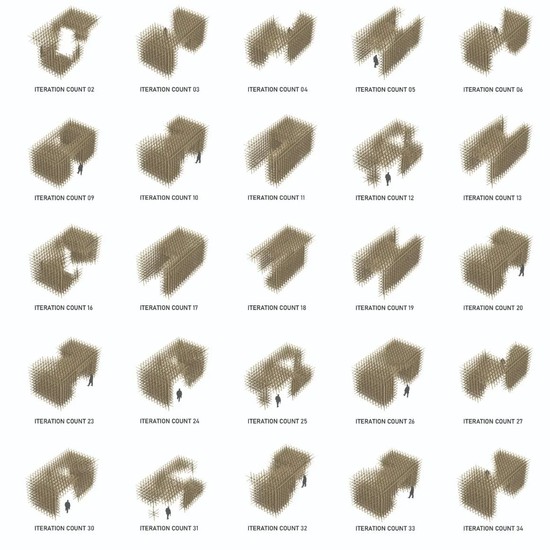 ITERATION COUNT 02
ITERATION COUNT 03
ITERATION COUNT 04
ITERATION COUNT 05
ITERATION COUNT 06
ITERATION COUNT 09
ITERATION COUNT 10
ITERATION COUNT 11
ITERATION COUNT 12
ITERATION COUNT 13
ITERATION COUNT 16
ITERATION COUNT 17
ITERATION COUNT 18
ITERATION COUNT 19
ITERATION COUNT 20
ITERATION COUNT 23
ITERATION COUNT 24
ITERATION COUNT 25
ITERATION COUNT 26
ITERATION COUNT 27
ITERATION COUNT 30
ITERATION COUNT 31
ITERATION COUNT 32
ITERATION COUNT 33
ITERATION COUNT 34